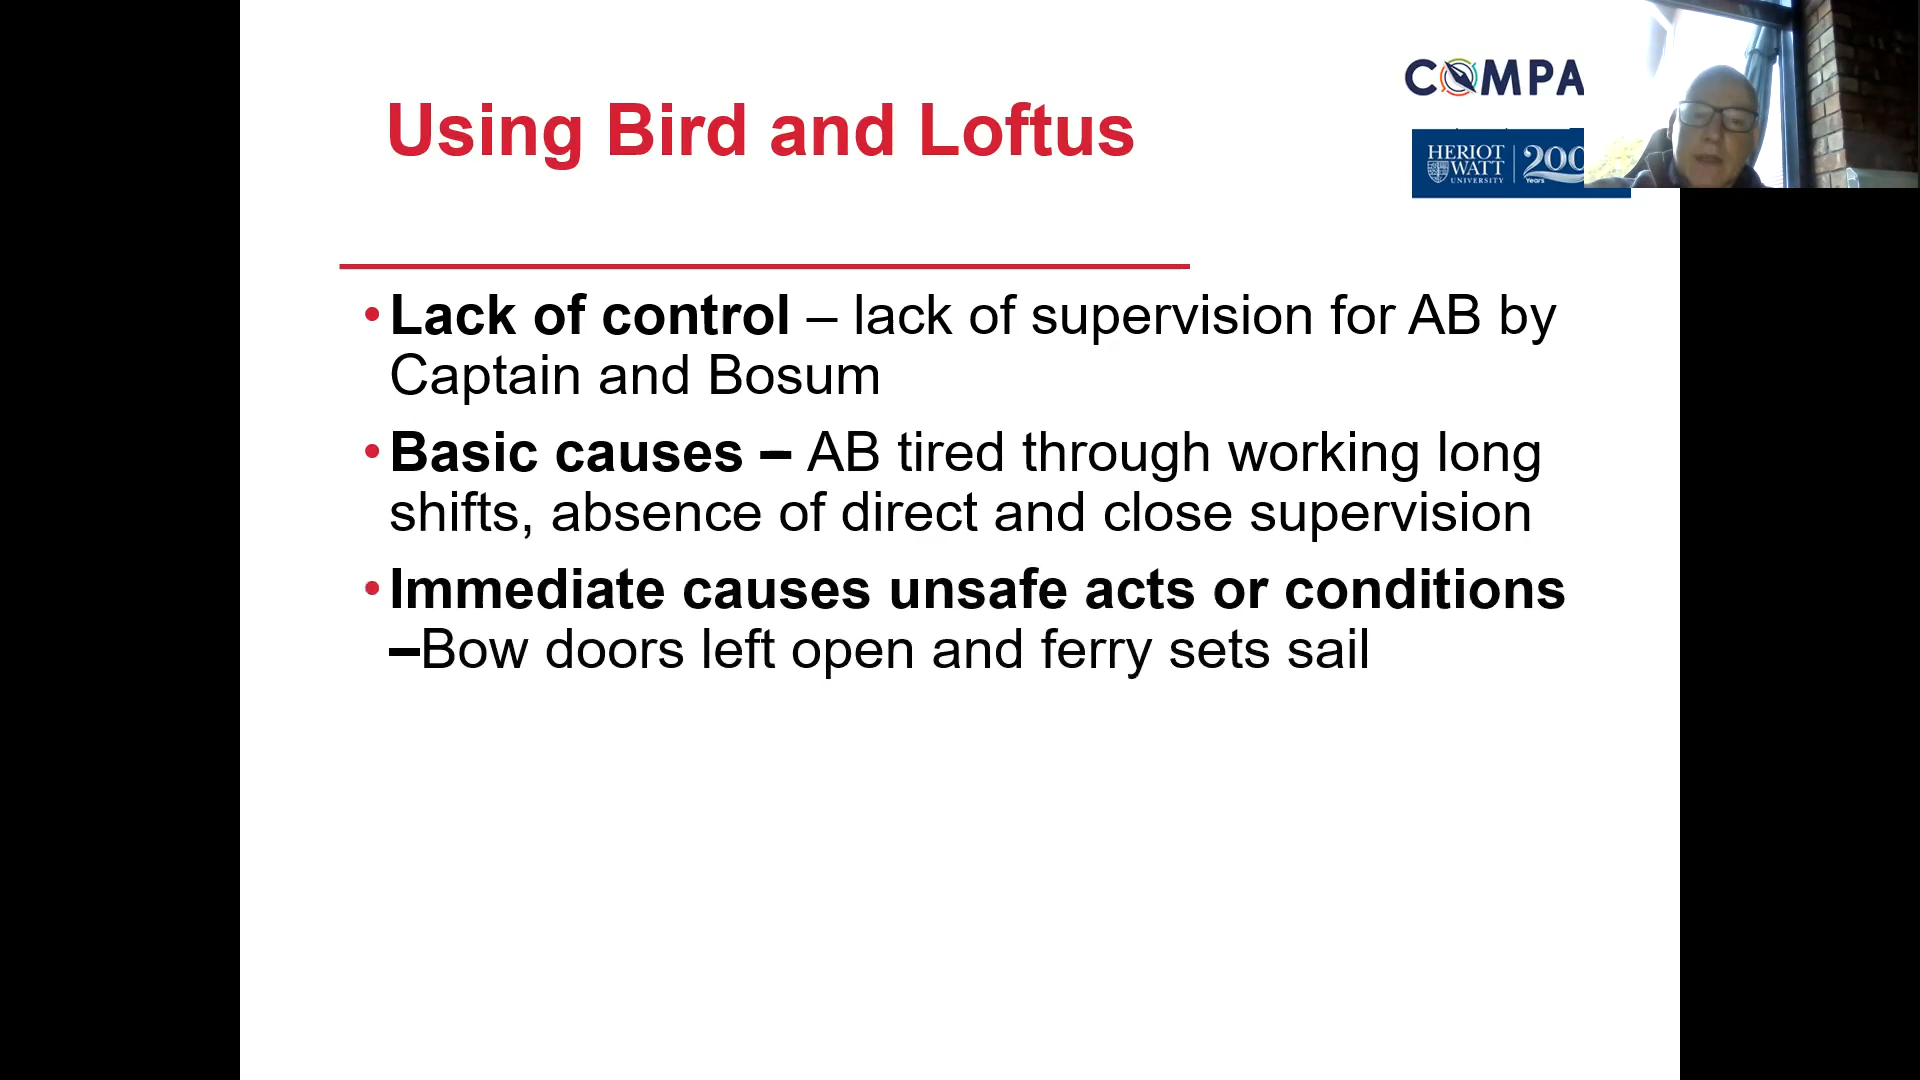 Using Bird and Loftus
COMPA
HERIOT
WATT
UNIVERSITY
200
Years
•Lack of control – lack of supervision for AB by
Captain and Bosum
•Basic causes – AB tired through working long
shifts, absence of direct and close supervision
•Immediate causes unsafe acts or conditions
–Bow doors left open and ferry sets sail